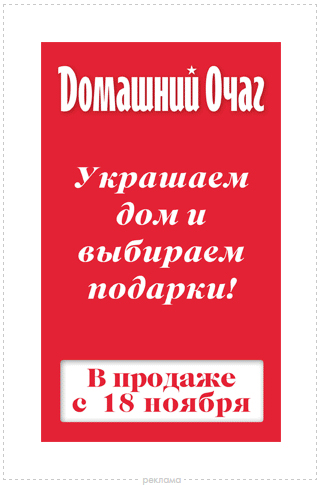 Домашний Очаг
Украшаем
дом и
выбираем
подарки!
В продаже
с 18 ноября
реклама